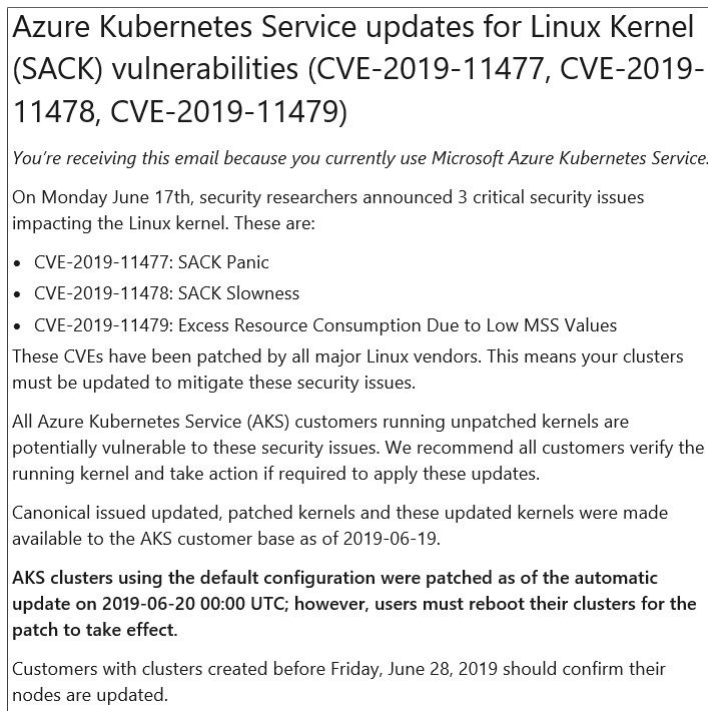 Azure Kubernetes Service updates for Linux Kernel
(SACK) vulnerabilities (CVE-2019-11477, CVE-2019-
11478, CVE-2019-11479)
You're receiving this email because you currently use Microsoft Azure Kubernetes Service.
On Monday June 17th, security researchers announced 3 critical security issues
impacting the Linux kernel. These are:
• CVE-2019-11477: SACK Panic
• CVE-2019-11478: SACK Slowness
• CVE-2019-11479: Excess Resource Consumption Due to Low MSS Values
These CVEs have been patched by all major Linux vendors. This means your clusters
must be updated to mitigate these security issues.
All Azure Kubernetes Service (AKS) customers running unpatched kernels are
potentially vulnerable to these security issues. We recommend all customers verify the
running kernel and take action if required to apply these updates.
Canonical issued updated, patched kernels and these updated kernels were made
available to the AKS customer base as of 2019-06-19.
AKS clusters using the default configuration were patched as of the automatic
update on 2019-06-20 00:00 UTC; however, users must reboot their clusters for the
patch to take effect.
Customers with clusters created before Friday, June 28, 2019 should confirm their
nodes are updated.